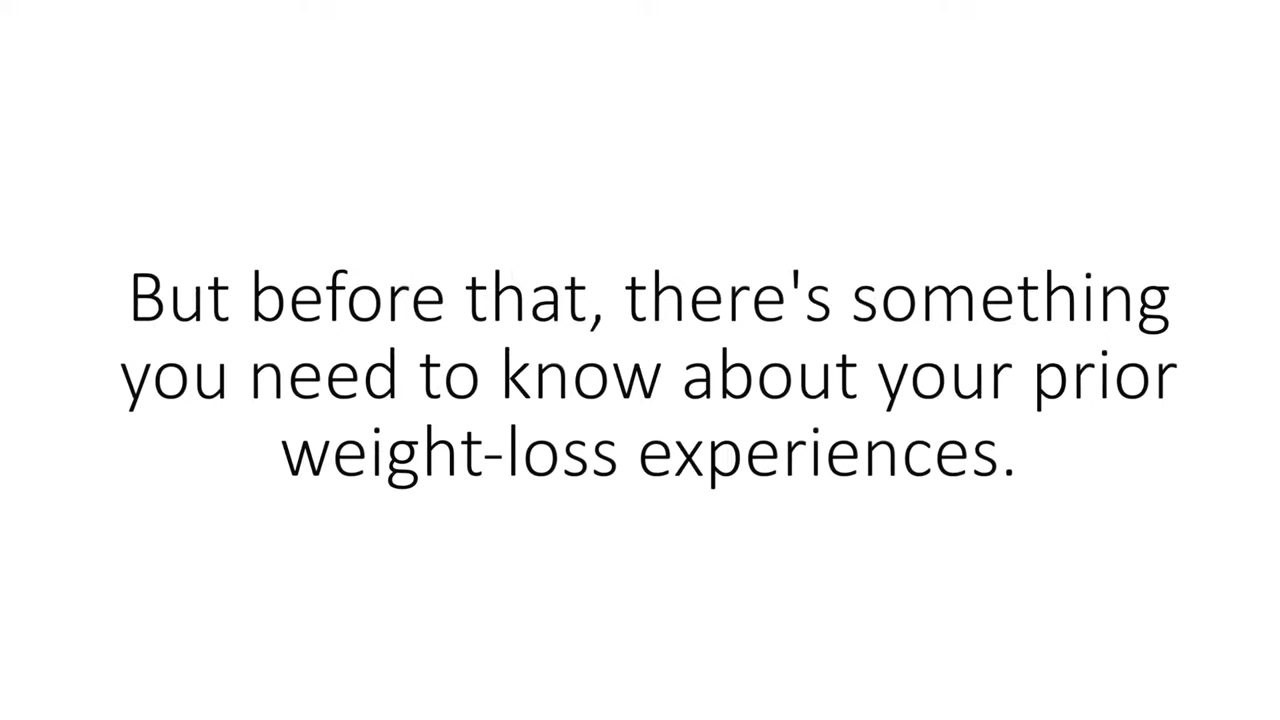 But before that, there's something
you need to know about your prior
weight-loss experiences.